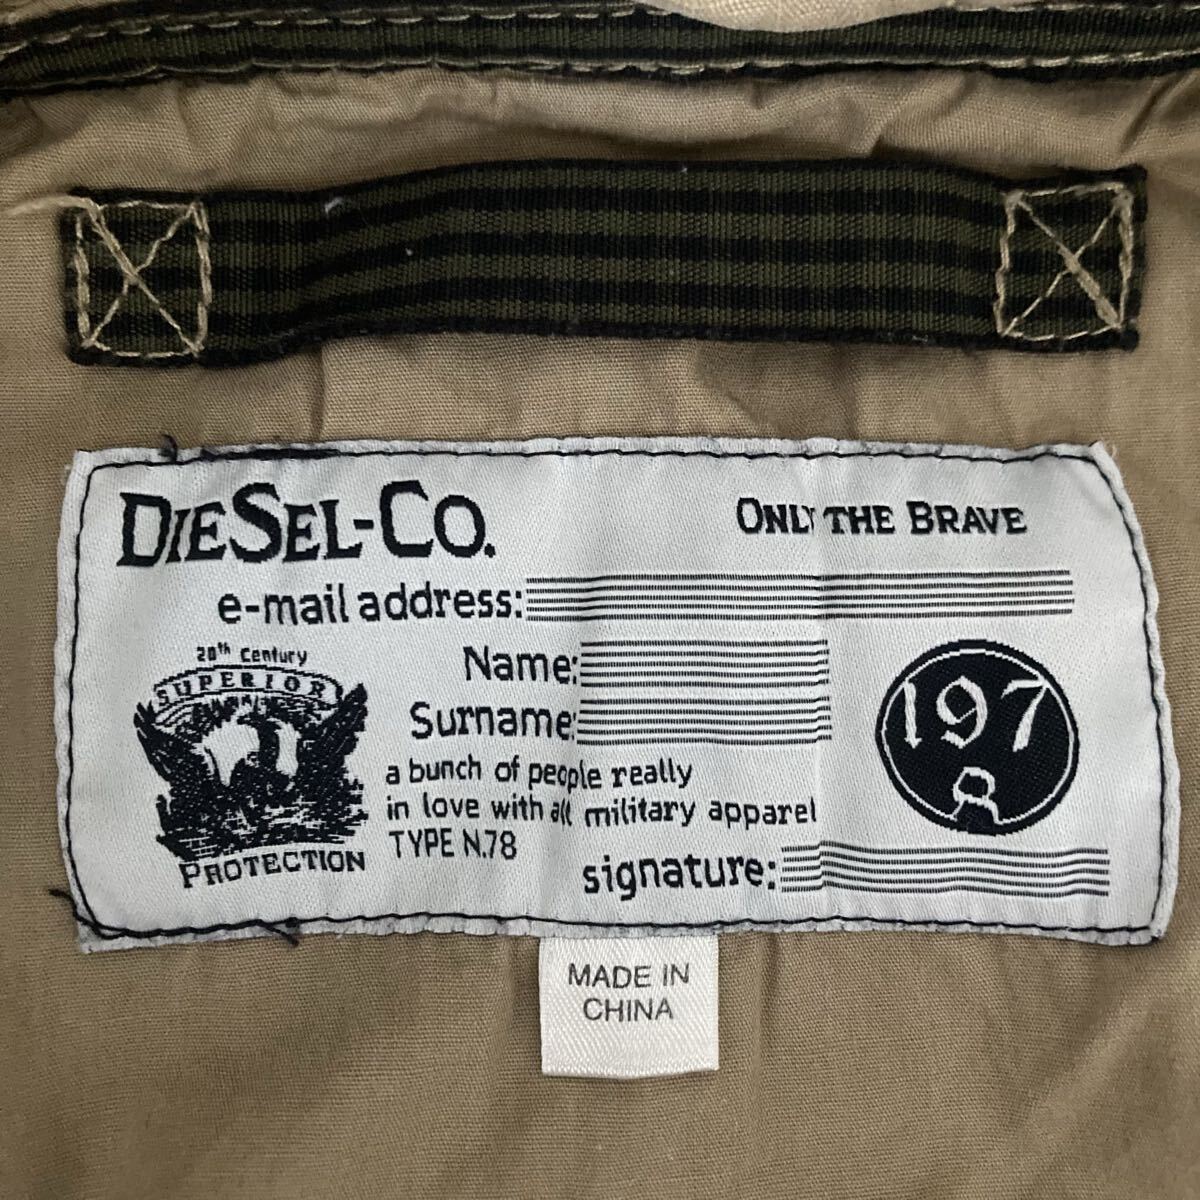 DIESEL-CO.
ONLY THE BRAVE
e-mail address:
20th Century
SUPERIOR
PROTECTION
Name:
Surname:
a bunch of people really
in love with all military apparel
TYPE N.78
197
8
signature:
MADE IN
CHINA